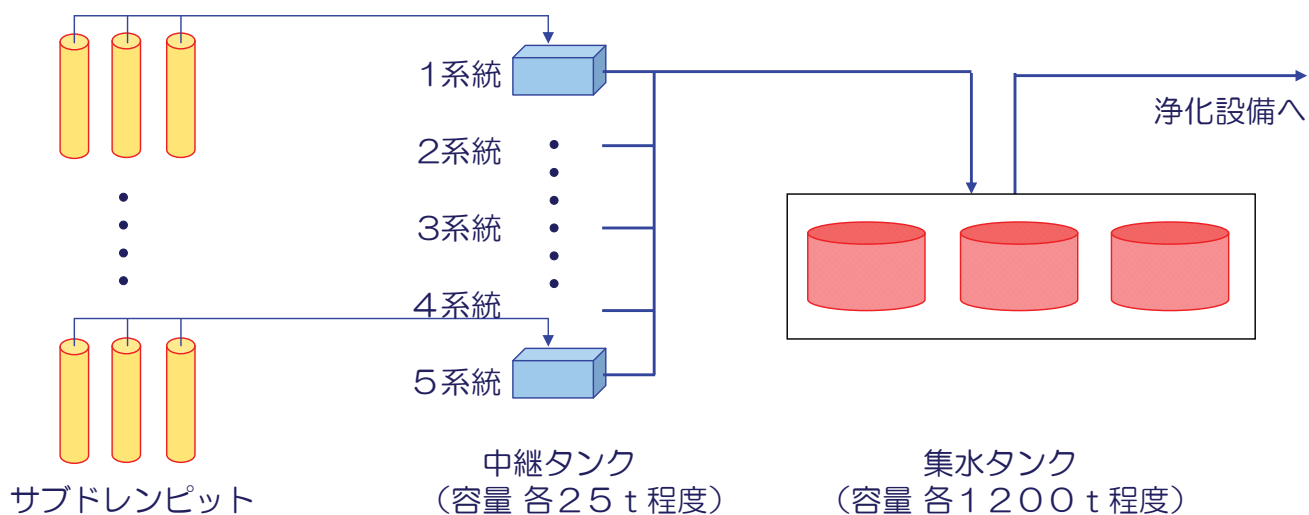 1系統
2系統
3系統
4系統
5系統
浄化設備へ
サブドレンピット
中継タンク
（容量 各25ｔ程度）
集水タンク
（容量 各1200ｔ程度）